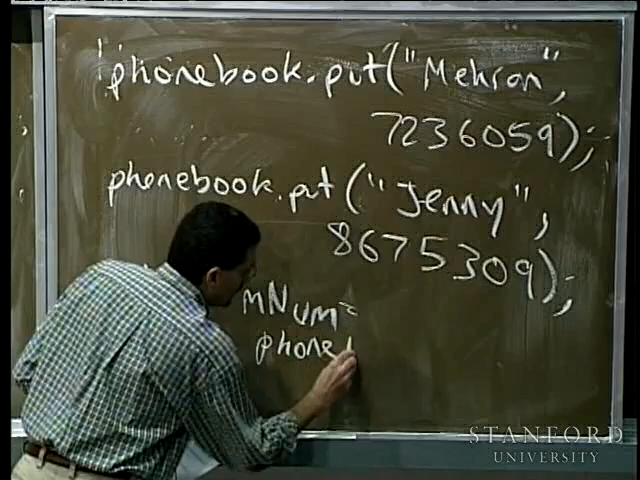 phonebook.put("Mehran",
7236059);
phonebook.put("Jenny",
8675309);
mNum=
phone
STANFORD
UNIVERSITY